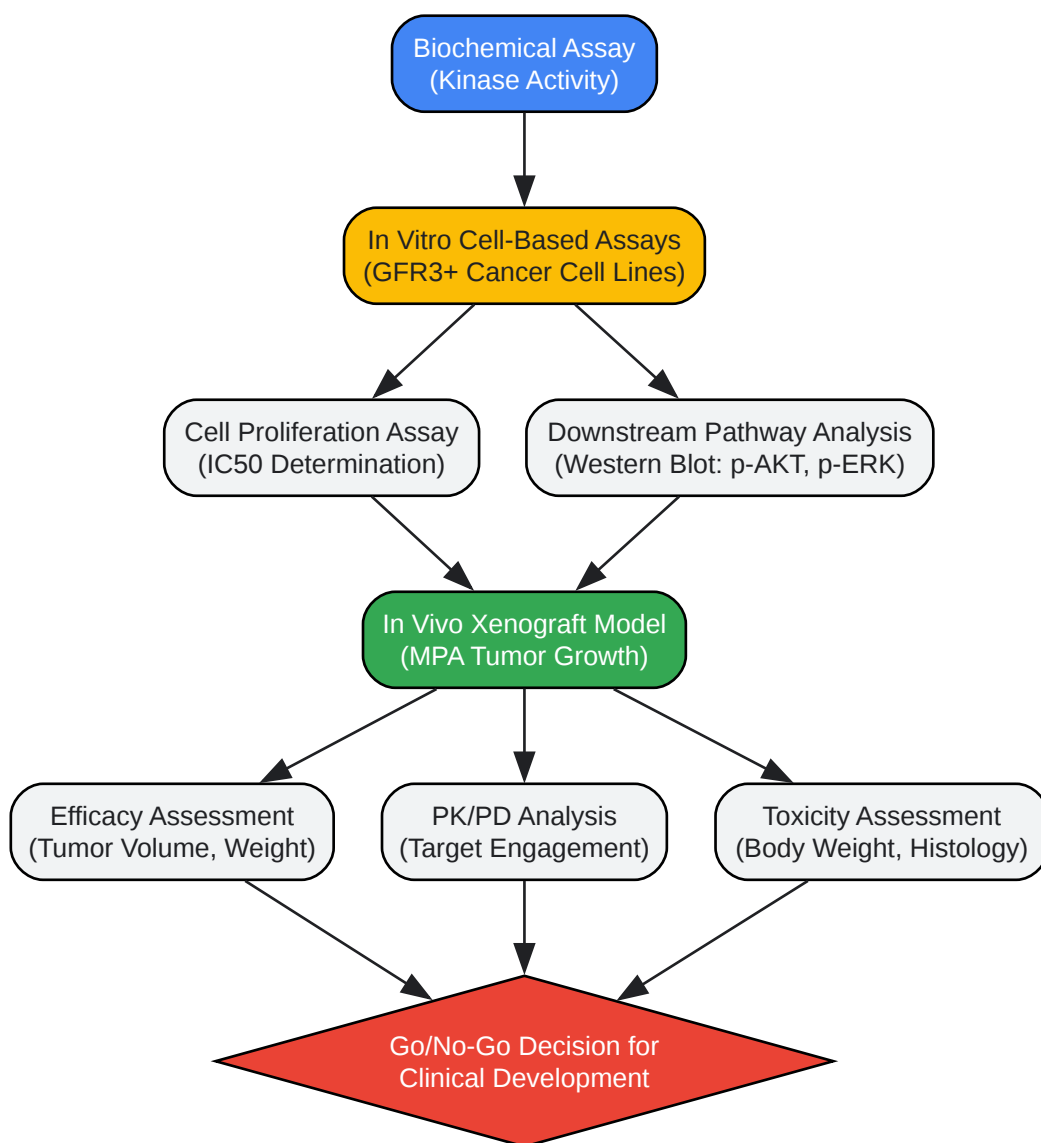 Biochemical Assay
(Kinase Activity)
In Vitro Cell-Based Assays
(GFR3+ Cancer Cell Lines)
Cell Proliferation Assay
(IC50 Determination)
Downstream Pathway Analysis
(Western Blot: p-AKT, p-ERK)
In Vivo Xenograft Model
(MPA Tumor Growth)
Efficacy Assessment
(Tumor Volume, Weight)
PK/PD Analysis
(Target Engagement)
Toxicity Assessment
(Body Weight, Histology)
Go/No-Go Decision for
Clinical Development